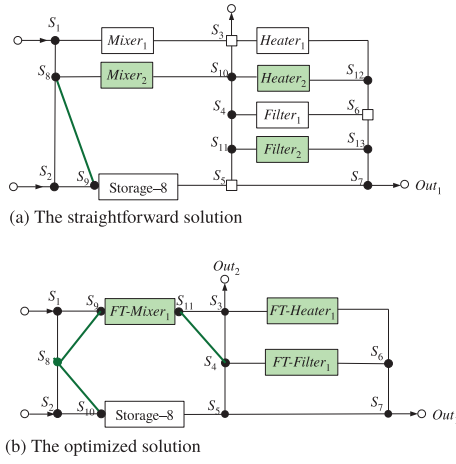 S1 Mixer1 S3 Heater1
S8 Mixer2 S10 Heater2 S12
S4 Filter1 S6
S11 Filter2 S13
S2 S9 Storage–8 S5 S7 Out1
(a) The straightforward solution
Out2
S1 S9 FT-Mixer1 S11 S3 FT-Heater1
S8 S4 FT-Filter1 S6
S2 S10 Storage–8 S5 S7 Out
(b) The optimized solution